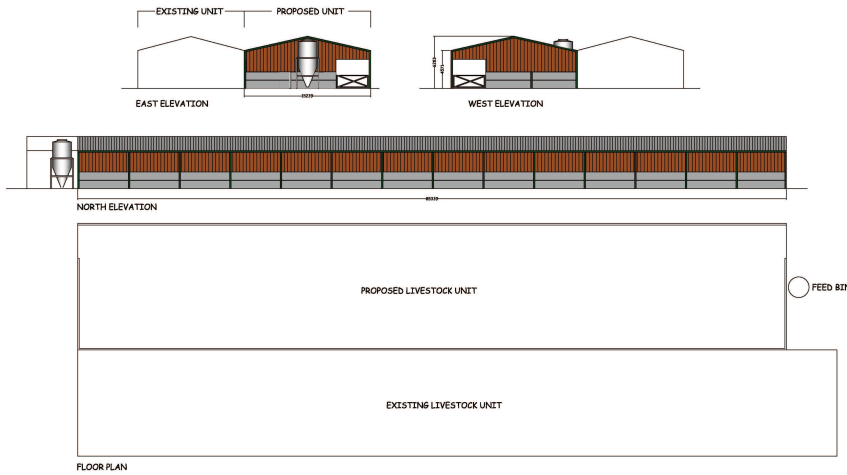 EXISTING UNIT
PROPOSED UNIT
EAST ELEVATION
WEST ELEVATION
NORTH ELEVATION
PROPOSED LIVESTOCK UNIT
FEED BIN
EXISTING LIVESTOCK UNIT
FLOOR PLAN